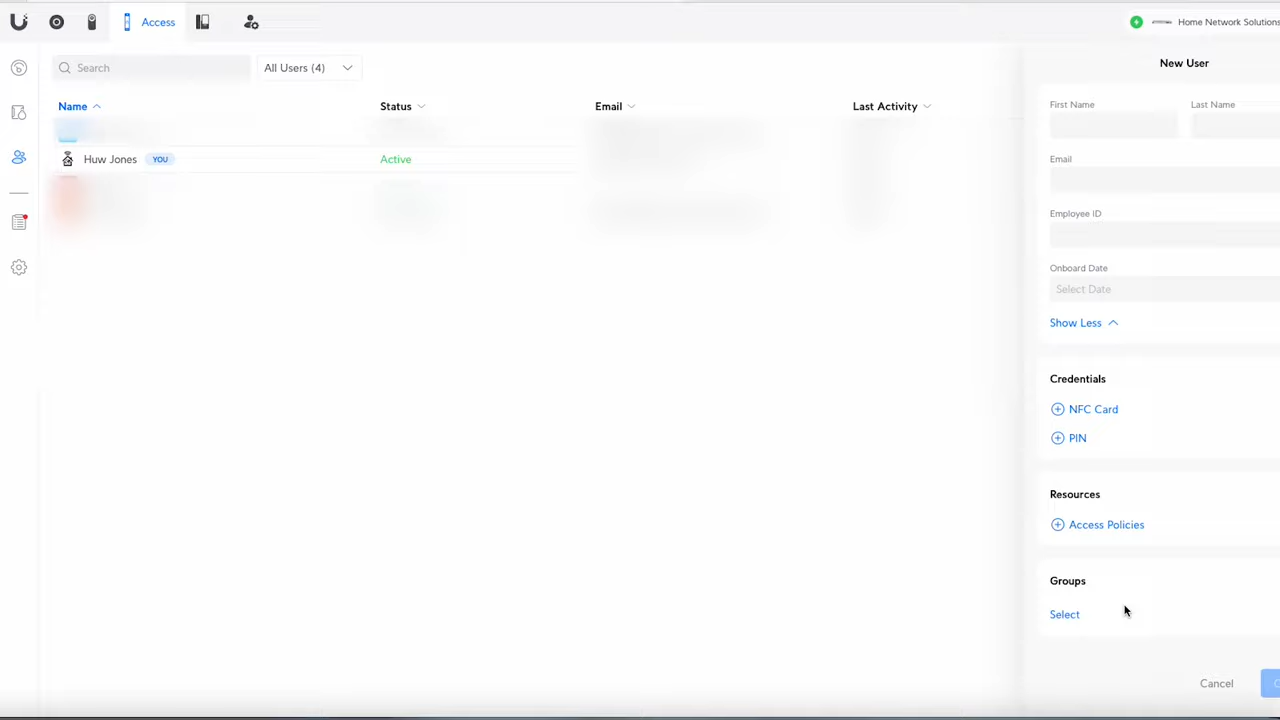 Access
Home Network Solutions
Search
All Users (4)
New User
Name
Status
Email
Last Activity
First Name
Last Name
Huw Jones
YOU
Active
Email
Employee ID
Onboard Date
Select Date
Show Less
Credentials
NFC Card
PIN
Resources
Access Policies
Groups
Select
Cancel